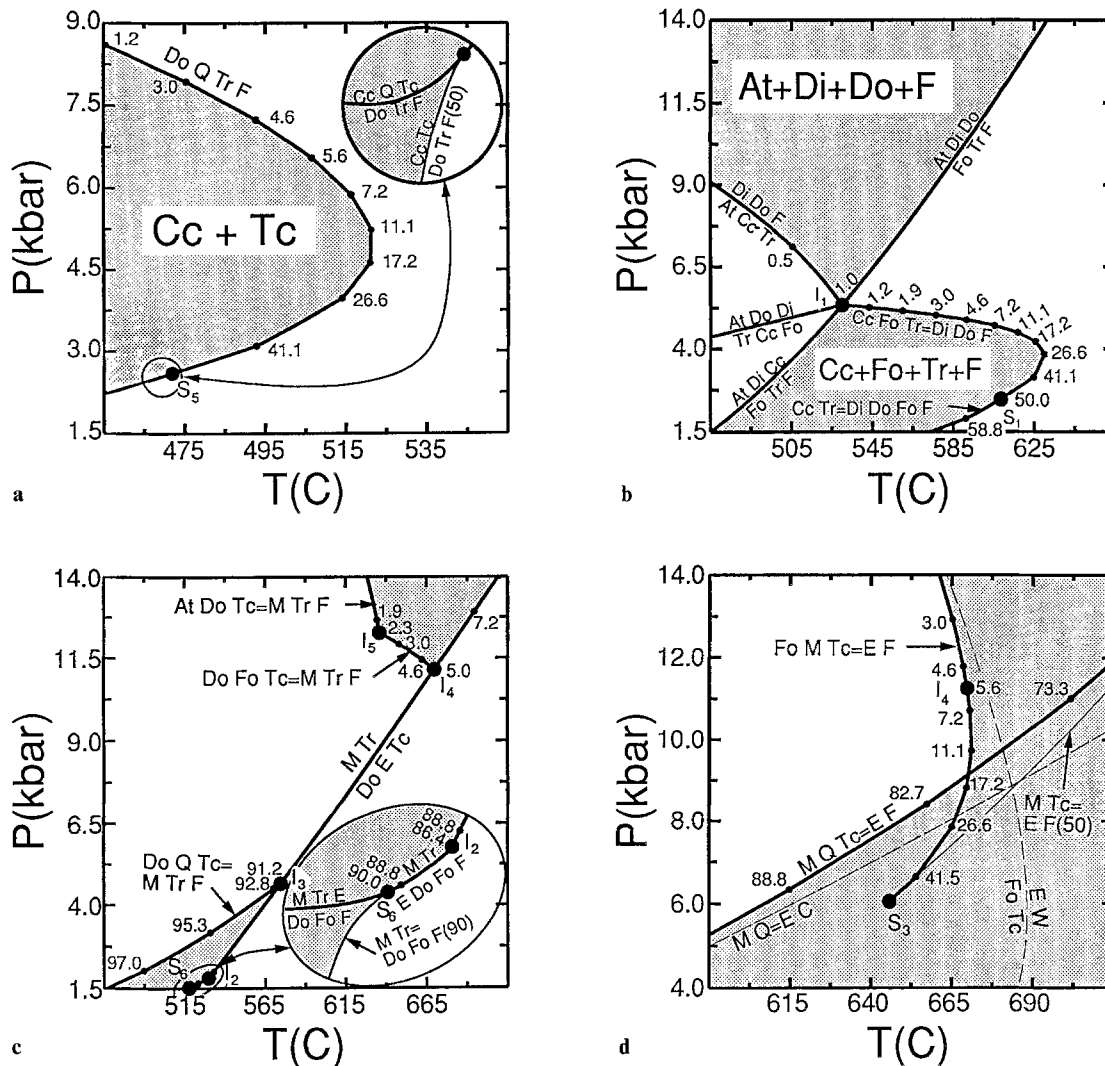 9.0
7.5
6.0
4.5
3.0
1.5
P(kbar)
1.2
Do Q Tr F
3.0
4.6
5.6
7.2
11.1
17.2
26.6
41.1
S5
Cc + Tc
Cc Q Tc
Do Tr F
Cc Tc
Do Tr F(50)
475 495 515 535
T(C)
a
14.0
11.5
9.0
6.5
4.0
1.5
P(kbar)
At+Di+Do+F
At Di Do
Fo Tr F
Di Do F
At Cc Tr
0.5
I1
1.0
1.2
1.9
3.0
4.6
7.2
11.1
17.2
26.6
41.1
50.0
S1
58.8
At Do Di
Tr Cc Fo
Cc Fo Tr=Di Do F
At Di Cc
Fo Tr F
Cc+Fo+Tr+F
Cc Tr=Di Do Fo F
505 545 585 625
T(C)
b
14.0
11.5
9.0
6.5
4.0
1.5
P(kbar)
At Do Tc=M Tr F
1.9
2.3
I5
3.0
Do Fo Tc=M Tr F
4.6
5.0
I4
7.2
M Tr
Do E Tc
Do Q Tc=
M Tr F
91.2
92.8
I3
95.3
97.0
S6
I2
88.8
86.4
I2
88.8
90.0
M Tr
E Do Fo F
S6
M Tr E
Do Fo F
M Tr=
Do Fo F(90)
515 565 615 665
T(C)
c
14.0
12.0
10.0
8.0
6.0
4.0
P(kbar)
3.0
Fo M Tc=E F
4.6
I4
5.6
7.2
11.1
17.2
26.6
41.5
S3
73.3
82.7
88.8
M Q Tc=E F
M Q=E C
M Tc=
E F(50)
E W
Fo Tc
615 640 665 690
T(C)
d